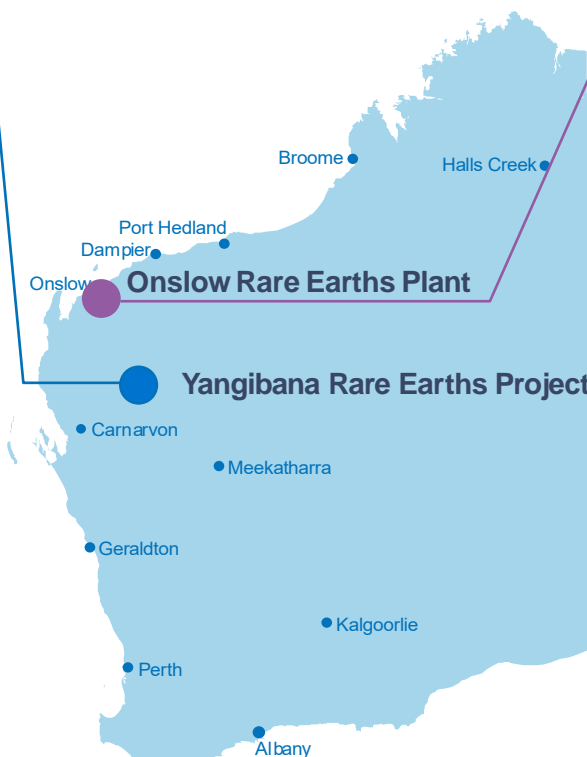 Broome
Halls Creek
Port Hedland
Dampier
Onslow
Onslow Rare Earths Plant
Yangibana Rare Earths Project
Carnarvon
Meekatharra
Geraldton
Kalgoorlie
Perth
Albany